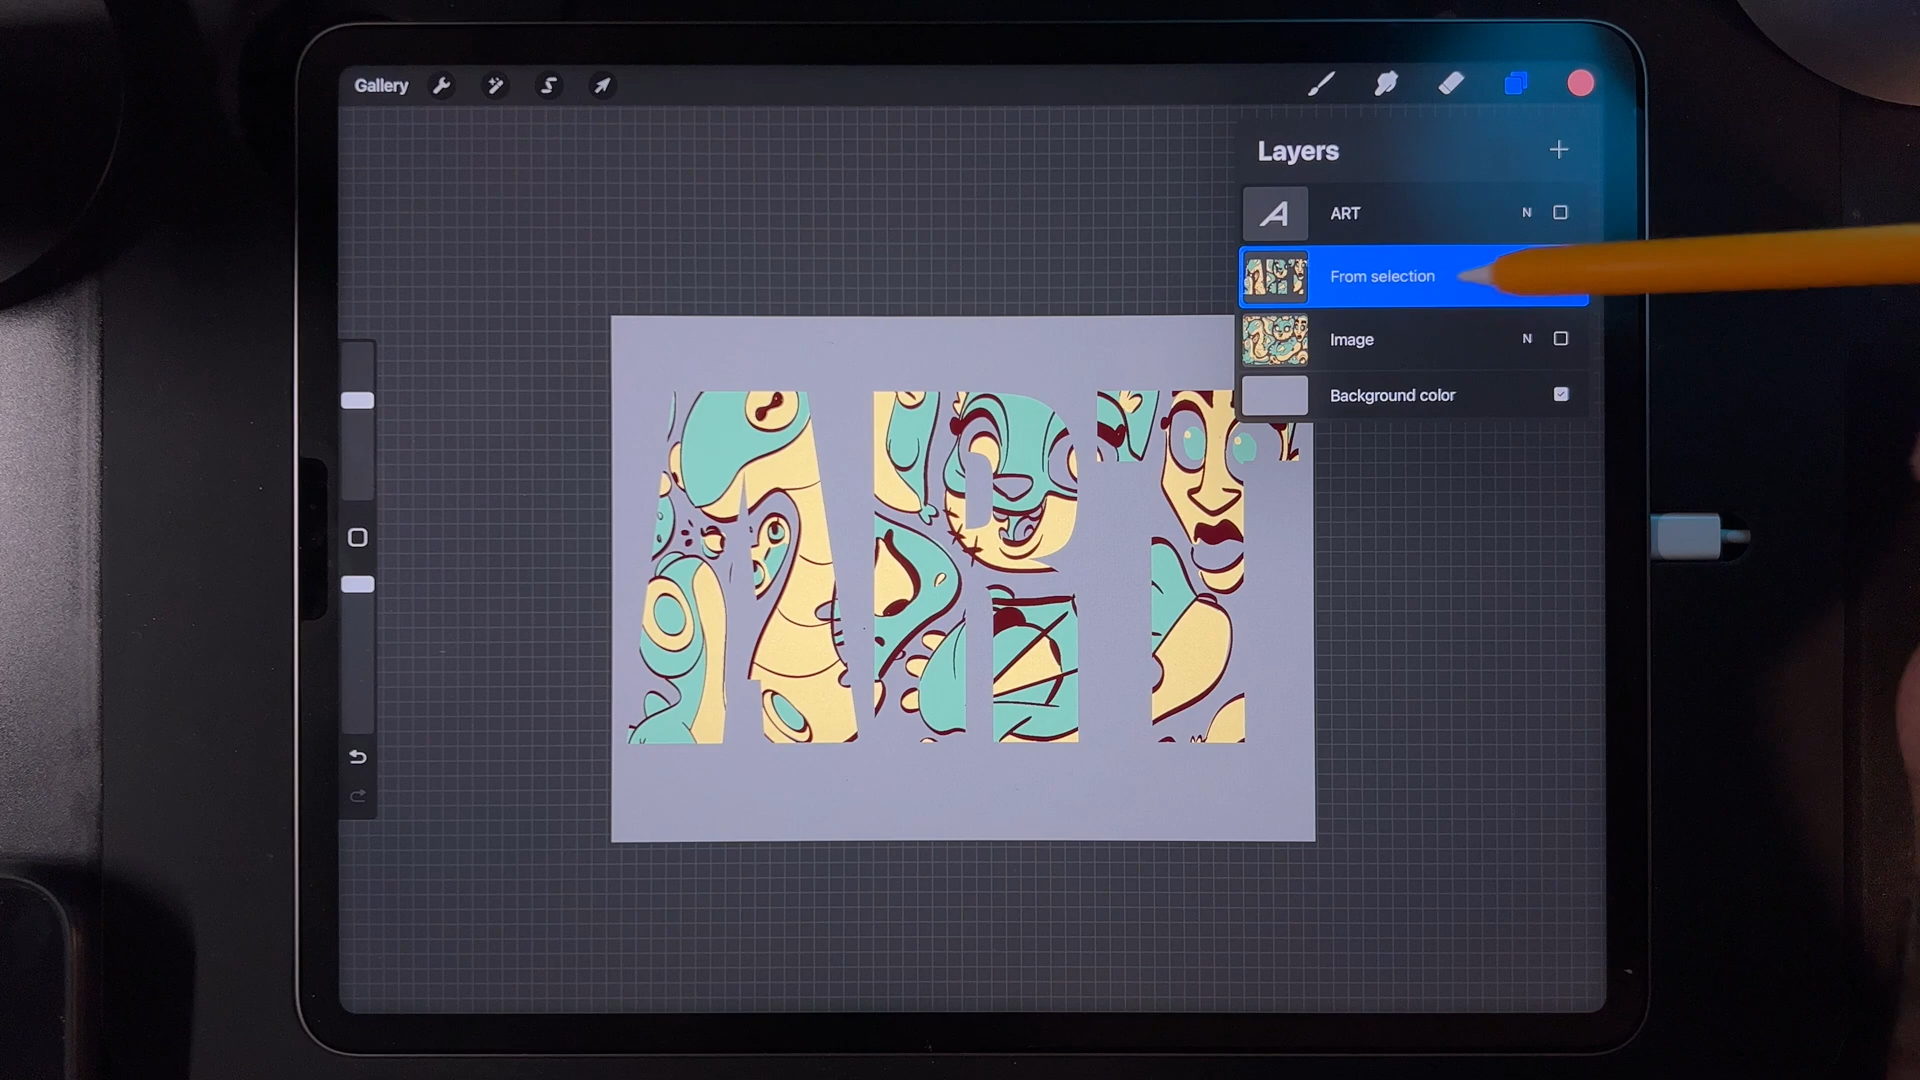 Gallery
Layers
ART N
From selection
Image N
Background color
ART